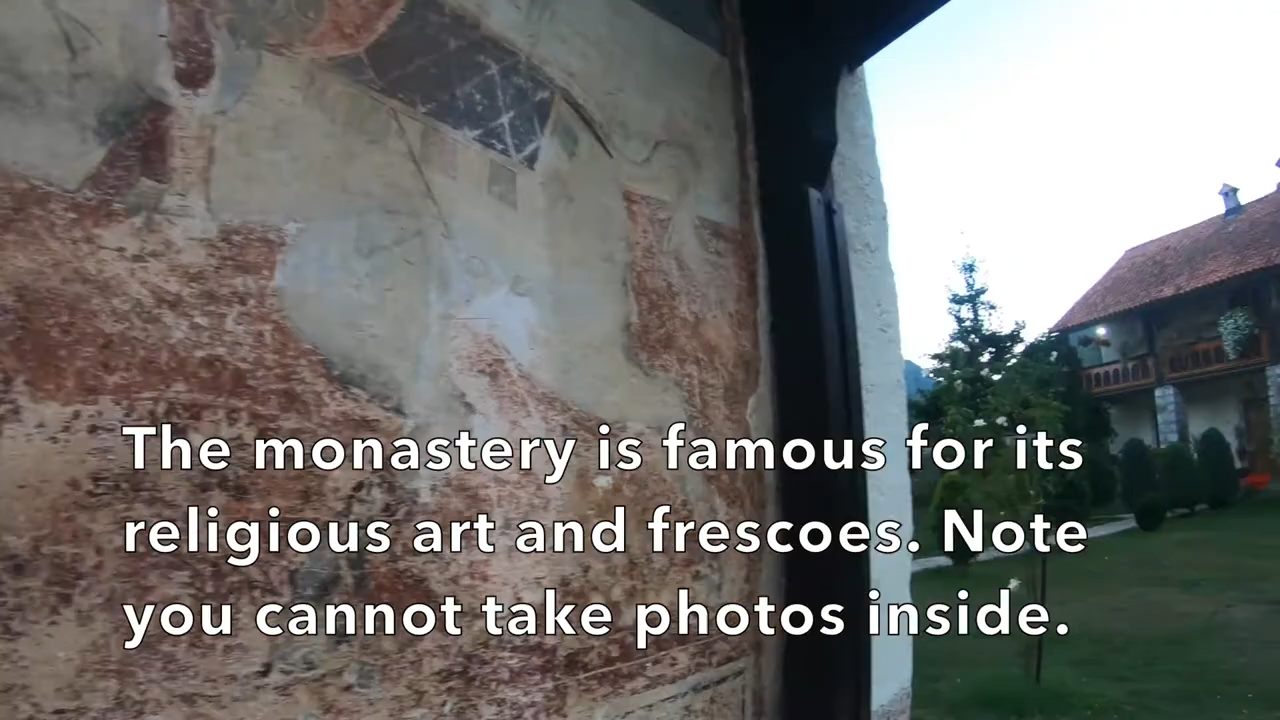 The monastery is famous for its
religious art and frescoes. Note
you cannot take photos inside.